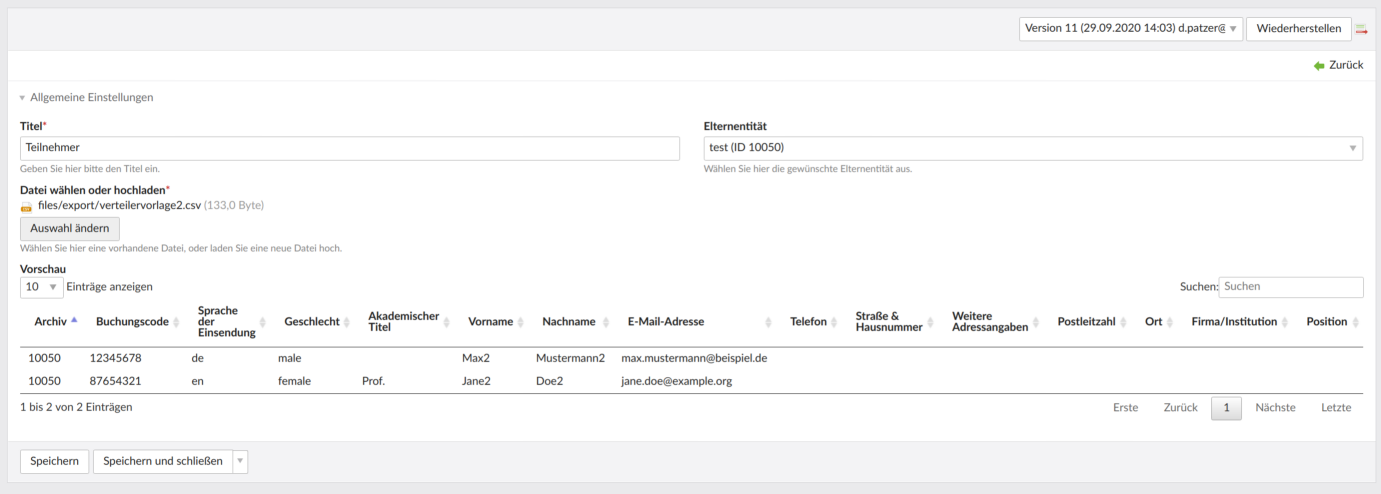 Version 11 (29.09.2020 14:03) d.patzer@ Wiederherstellen
Zurück
Allgemeine Einstellungen
Titel* Elternentität
Teilnehmer test (ID 10050)
Geben Sie hier bitte den Titel ein. Wählen Sie hier die gewünschte Elternentität aus.
Datei wählen oder hochladen*
files/export/verteilervorlage2.csv (133,0 Byte)
Auswahl ändern
Wählen Sie hier eine vorhandene Datei, oder laden Sie eine neue Datei hoch.
Vorschau
10 Einträge anzeigen Suchen: Suchen
Archiv Buchungscode Sprache der Einsendung Geschlecht Akademischer Titel Vorname Nachname E-Mail-Adresse Telefon Straße & Hausnummer Weitere Adressangaben Postleitzahl Ort Firma/Institution Position
10050 12345678 de male Max2 Mustermann2 max.mustermann@beispiel.de
10050 87654321 en female Prof. Jane2 Doe2 jane.doe@example.org
1 bis 2 von 2 Einträgen Erste Zurück 1 Nächste Letzte
Speichern Speichern und schließen